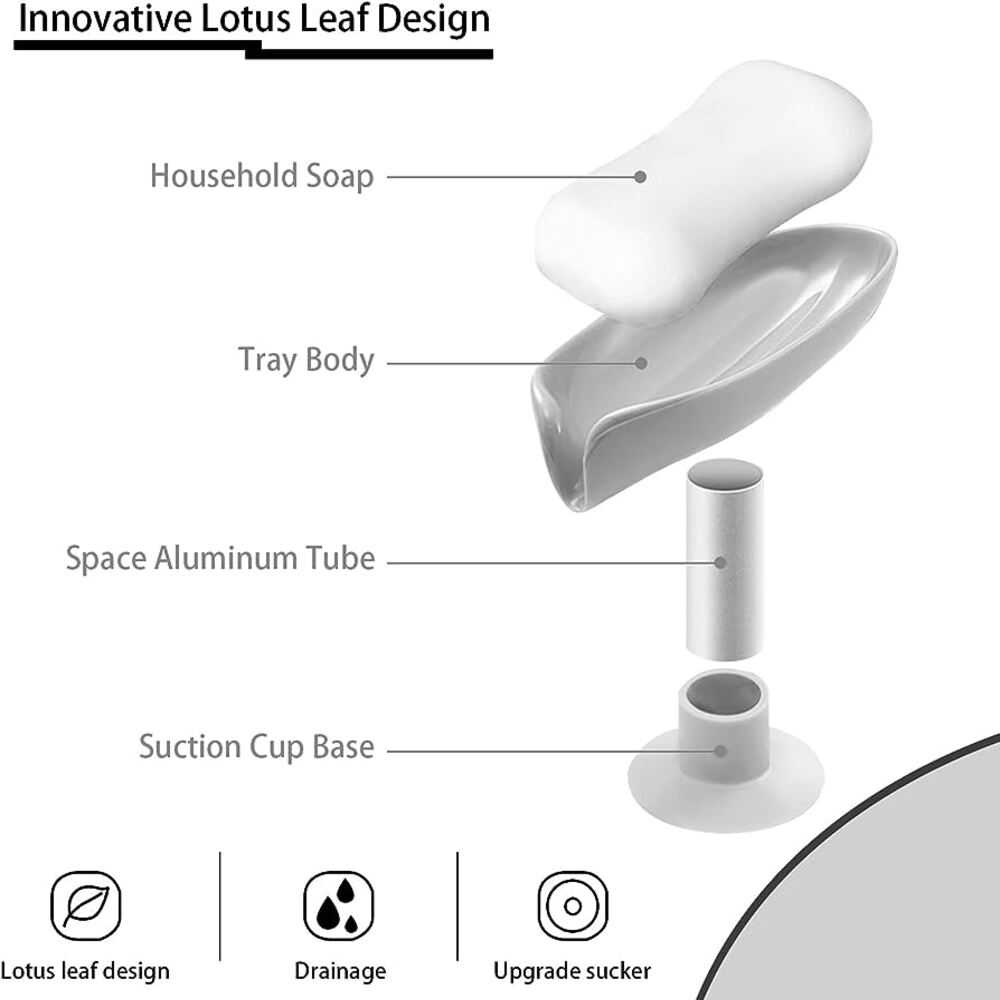 Innovative Lotus Leaf Design
Household Soap
Tray Body
Space Aluminum Tube
Suction Cup Base
Lotus leaf design
Drainage
Upgrade sucker